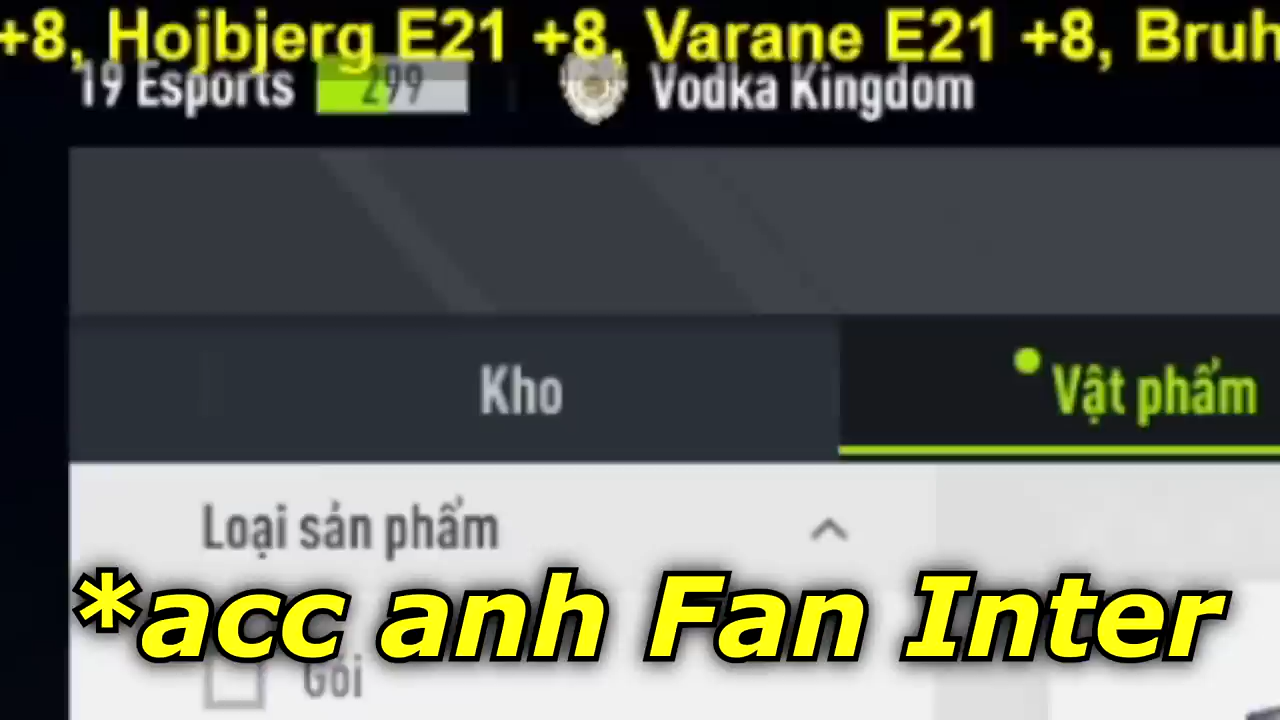 +8, Hojbjerg E21 +8, Varane E21 +8, Bruh
19 Esports 299 Vodka Kingdom
Kho Vật phẩm
Loại sản phẩm
*acc anh Fan Inter
Gói